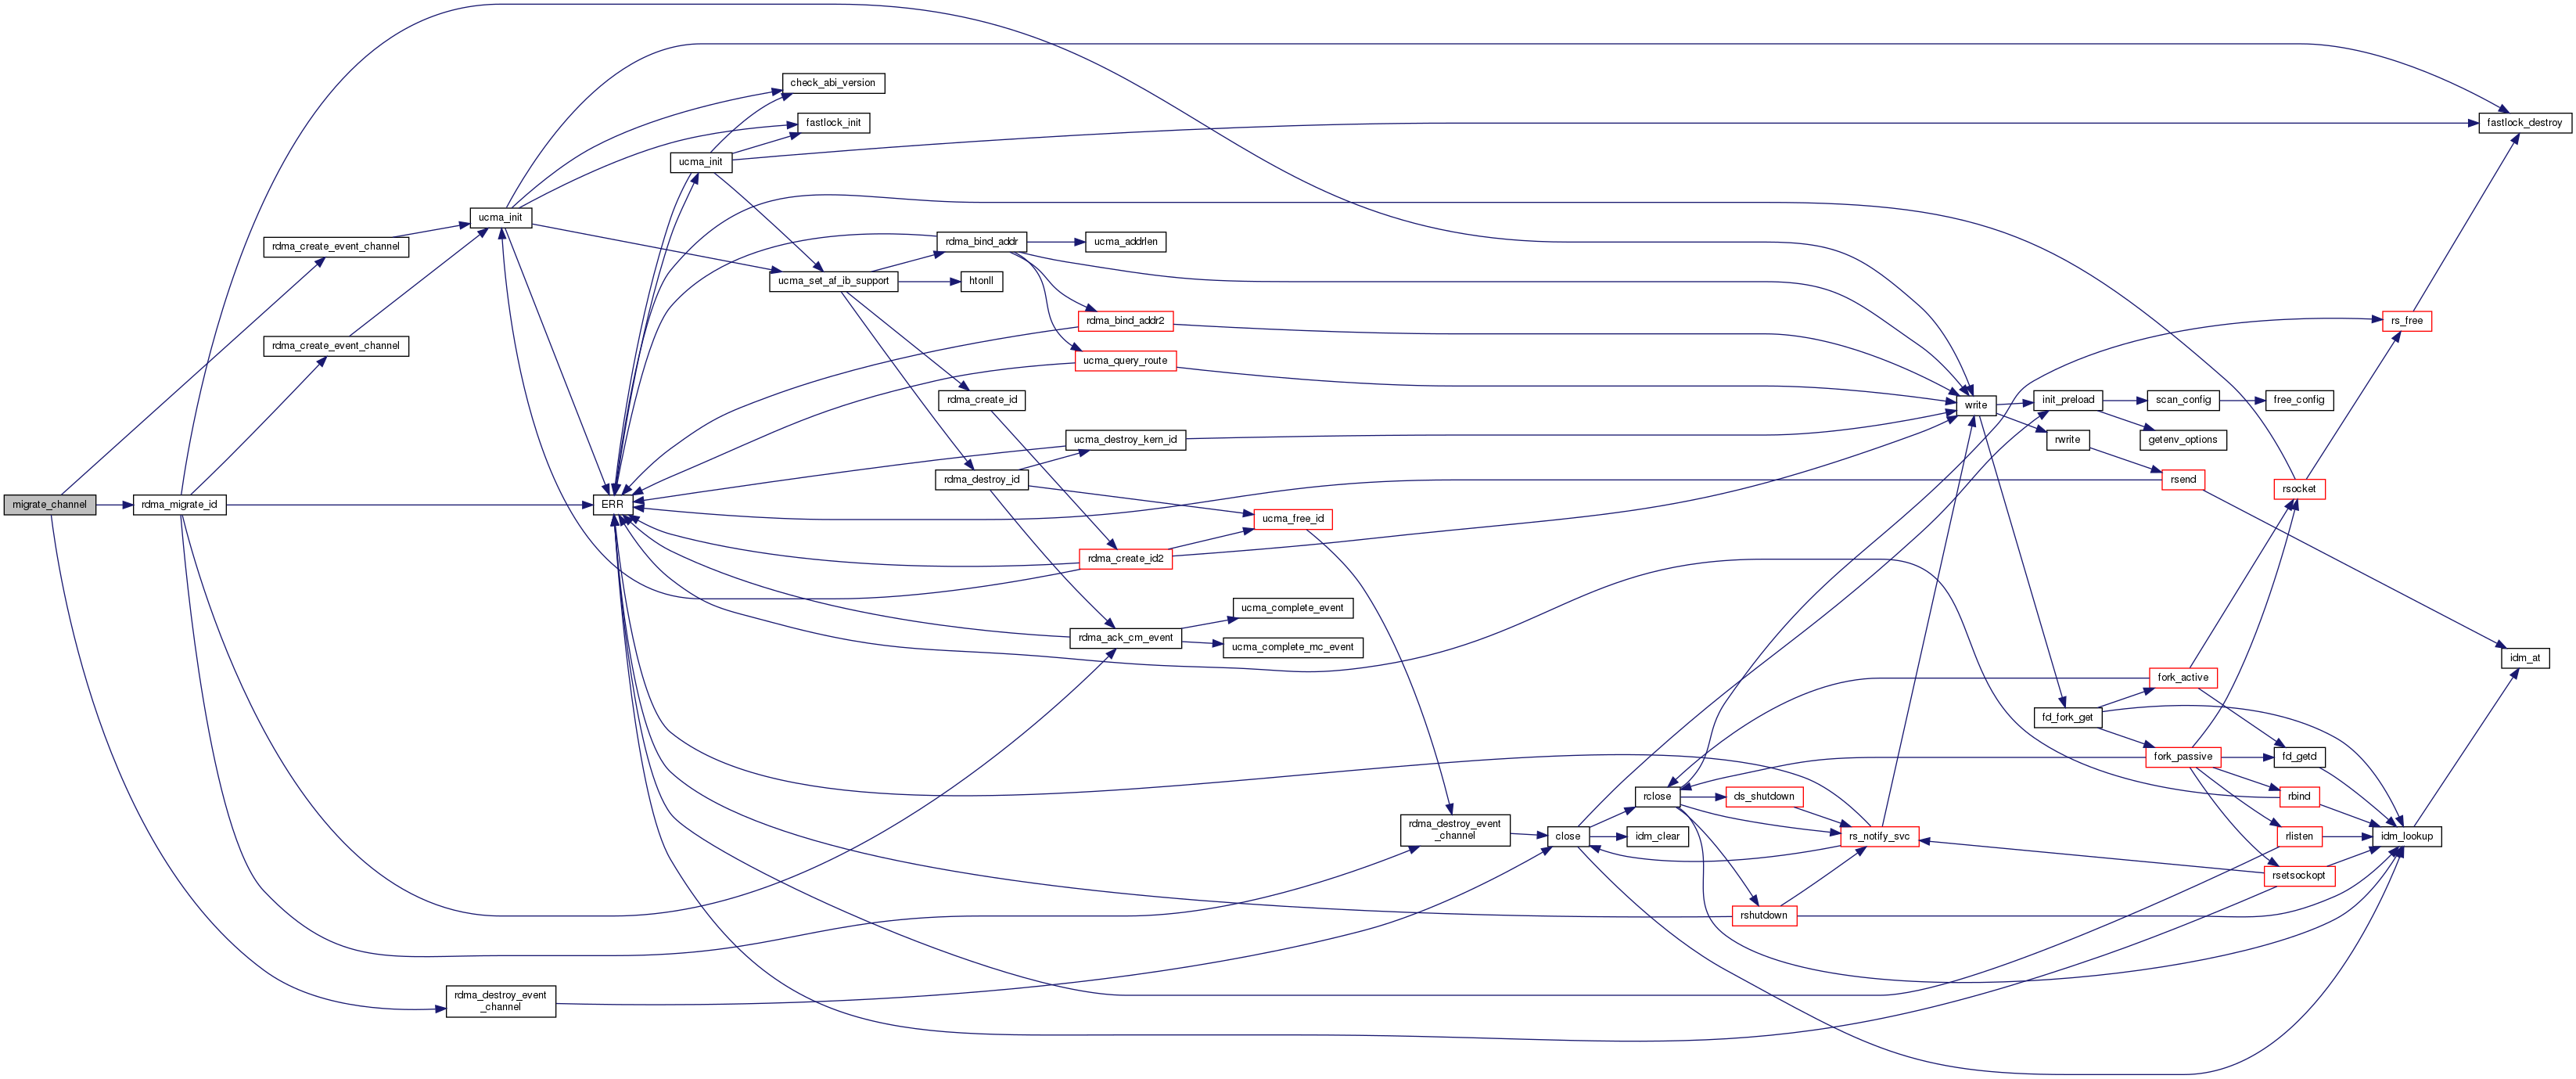 check_abi_version
fastlock_init
fastlock_destroy
ucma_init
ucma_init
rdma_create_event_channel
rdma_bind_addr
ucma_addrlen
ucma_set_af_ib_support
htonll
rdma_bind_addr2
rs_free
rdma_create_event_channel
ucma_query_route
rdma_create_id
write
init_preload
scan_config
free_config
ucma_destroy_kern_id
rwrite
getenv_options
rdma_destroy_id
rsend
rsocket
migrate_channel
rdma_migrate_id
ERR
ucma_free_id
rdma_create_id2
ucma_complete_event
rdma_ack_cm_event
ucma_complete_mc_event
idm_at
fork_active
fd_fork_get
fork_passive
fd_getd
rclose
ds_shutdown
rbind
rdma_destroy_event
_channel
close
idm_clear
rs_notify_svc
rlisten
idm_lookup
rsetsockopt
rshutdown
rdma_destroy_event
_channel